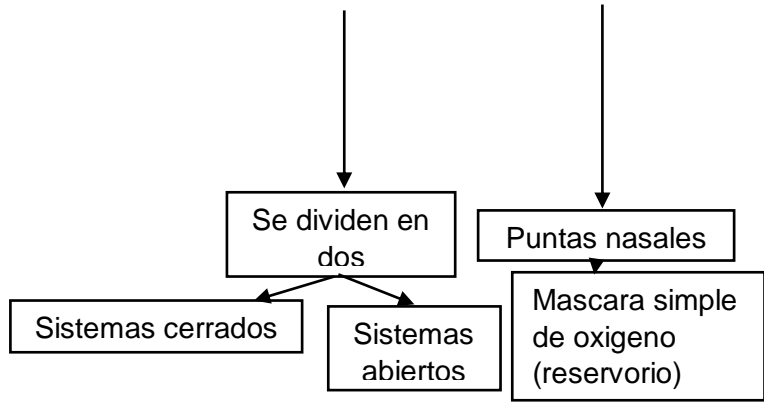 Se dividen en
dos
Puntas nasales
Sistemas cerrados
Sistemas
abiertos
Mascara simple
de oxigeno
(reservorio)